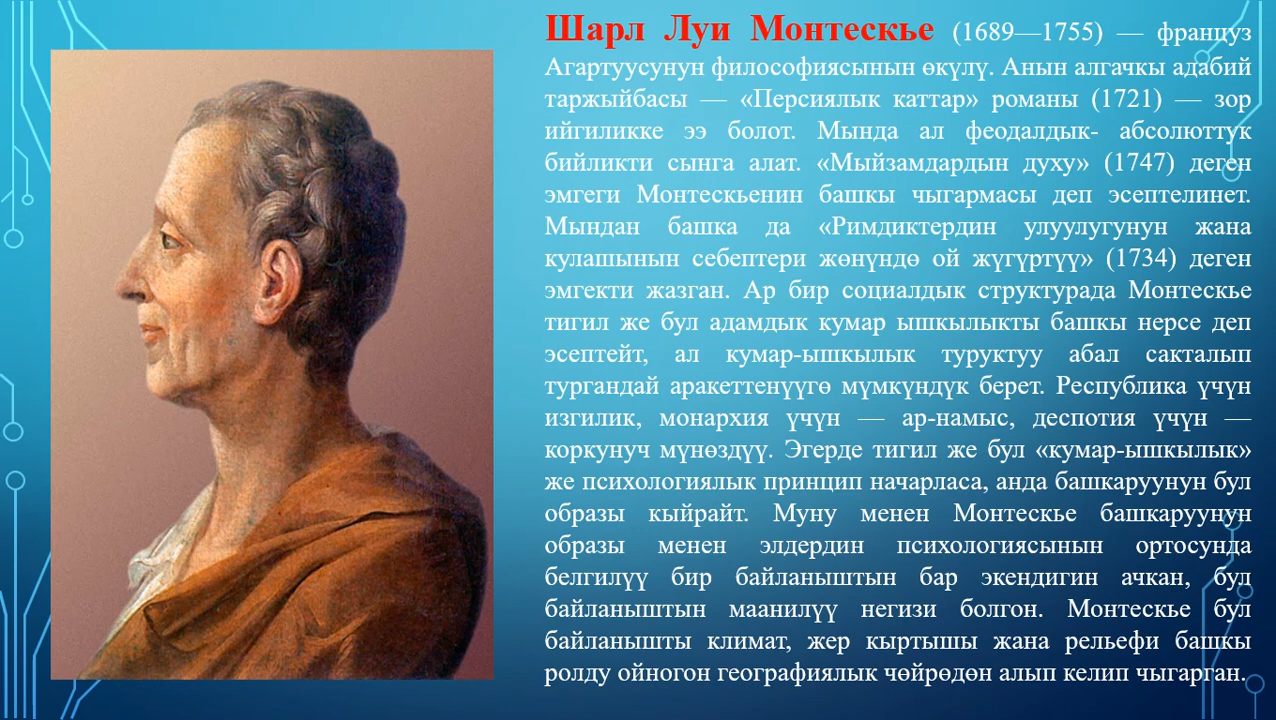 Шарл Луи Монтескье (1689—1755) — француз
Агартуусунун философиясынын өкүлү. Анын алгачкы адабий
таржыйбасы — «Персиялык каттар» романы (1721) — зор
ийгиликке ээ болот. Мында ал феодалдык- абсолюттук
бийликти сынга алат. «Мыйзамдардын духу» (1747) деген
эмгеги Монтескьенин башкы чыгармасы деп эсептелинет.
Мындан башка да «Римдиктердин улуулугунун жана
кулашынын себептери жөнүндө ой жүгүртүү» (1734) деген
эмгекти жазган. Ар бир социалдык структурада Монтескье
тигил же бул адамдык кумар ышкылыкты башкы нерсе деп
эсептейт, ал кумар-ышкылык туруктуу абал сакталып
тургандай аракеттенүүгө мүмкүндүк берет. Республика үчүн
изгилик, монархия үчүн — ар-намыс, деспотия үчүн —
коркунуч мүнөздүү. Эгерде тигил же бул «кумар-ышкылык»
же психологиялык принцип начарласа, анда башкаруунун бул
образы кыйрайт. Муну менен Монтескье башкаруунун
образы менен элдердин психологиясынын ортосунда
белгилүү бир байланыштын бар экендигин ачкан, бул
байланыштын маанилүү негизи болгон. Монтескье бул
байланышты климат, жер кыртышы жана рельефи башкы
ролду ойногон географиялык чөйрөдөн алып келип чыгарган.